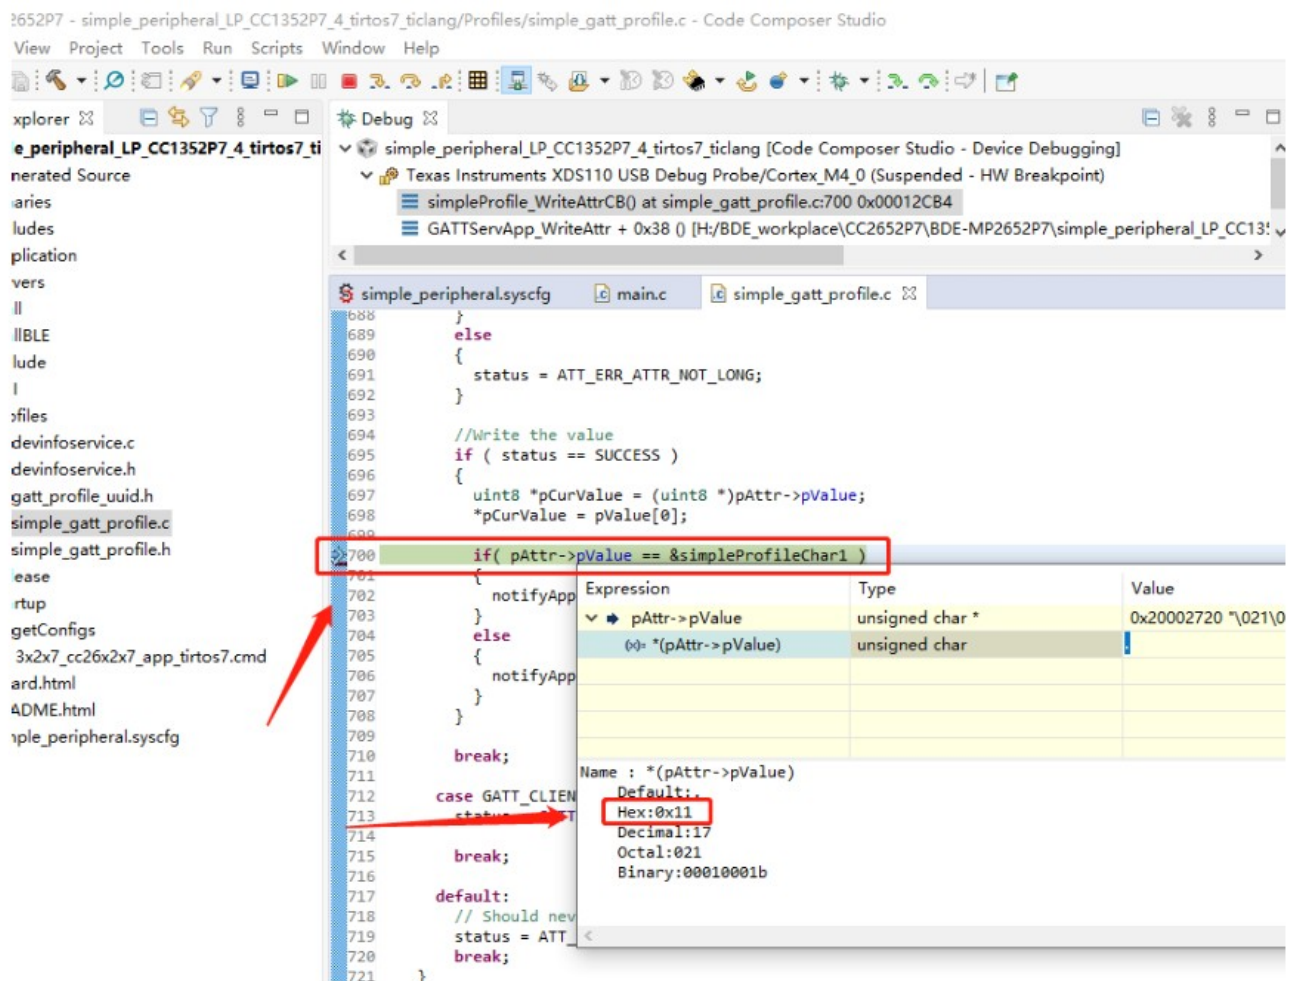 2652P7 - simple_peripheral_LP_CC1352P7_4_tirtos7_ticlang/Profiles/simple_gatt_profile.c - Code Composer Studio
View Project Tools Run Scripts Window Help
xplorer
Debug
e_peripheral_LP_CC1352P7_4_tirtos7_ti
nerated Source
aries
ludes
plication
vers
ll
llBLE
lude
l
ofiles
devinfoservice.c
devinfoservice.h
gatt_profile_uuid.h
simple_gatt_profile.c
simple_gatt_profile.h
ease
rtup
getConfigs
3x2x7_cc26x2x7_app_tirtos7.cmd
ard.html
ADME.html
nple_peripheral.syscfg
simple_peripheral_LP_CC1352P7_4_tirtos7_ticlang [Code Composer Studio - Device Debugging]
Texas Instruments XDS110 USB Debug Probe/Cortex_M4_0 (Suspended - HW Breakpoint)
simpleProfile_WriteAttrCB() at simple_gatt_profile.c:700 0x00012CB4
GATTServApp_WriteAttr + 0x38 () [H:/BDE_workplace\CC2652P7\BDE-MP2652P7\simple_peripheral_LP_CC135
simple_peripheral.syscfg main.c simple_gatt_profile.c
688 }
689 else
690 {
691 status = ATT_ERR_ATTR_NOT_LONG;
692 }
693
694 //Write the value
695 if ( status == SUCCESS )
696 {
697 uint8 *pCurValue = (uint8 *)pAttr->pValue;
698 *pCurValue = pValue[0];
699
700 if( pAttr->pValue == &simpleProfileChar1 )
701 {
702 notifyApp
703 }
704 else
705 {
706 notifyApp
707 }
708 }
709
710 break;
711
712 case GATT_CLIEN
713 status
714
715 break;
716
717 default:
718 // Should nev
719 status = ATT_
720 break;
721 }
Expression Type Value
pAttr->pValue unsigned char * 0x20002720 "\021\0
(x)= *(pAttr->pValue) unsigned char .
Name : *(pAttr->pValue)
Default:.
Hex:0x11
Decimal:17
Octal:021
Binary:00010001b